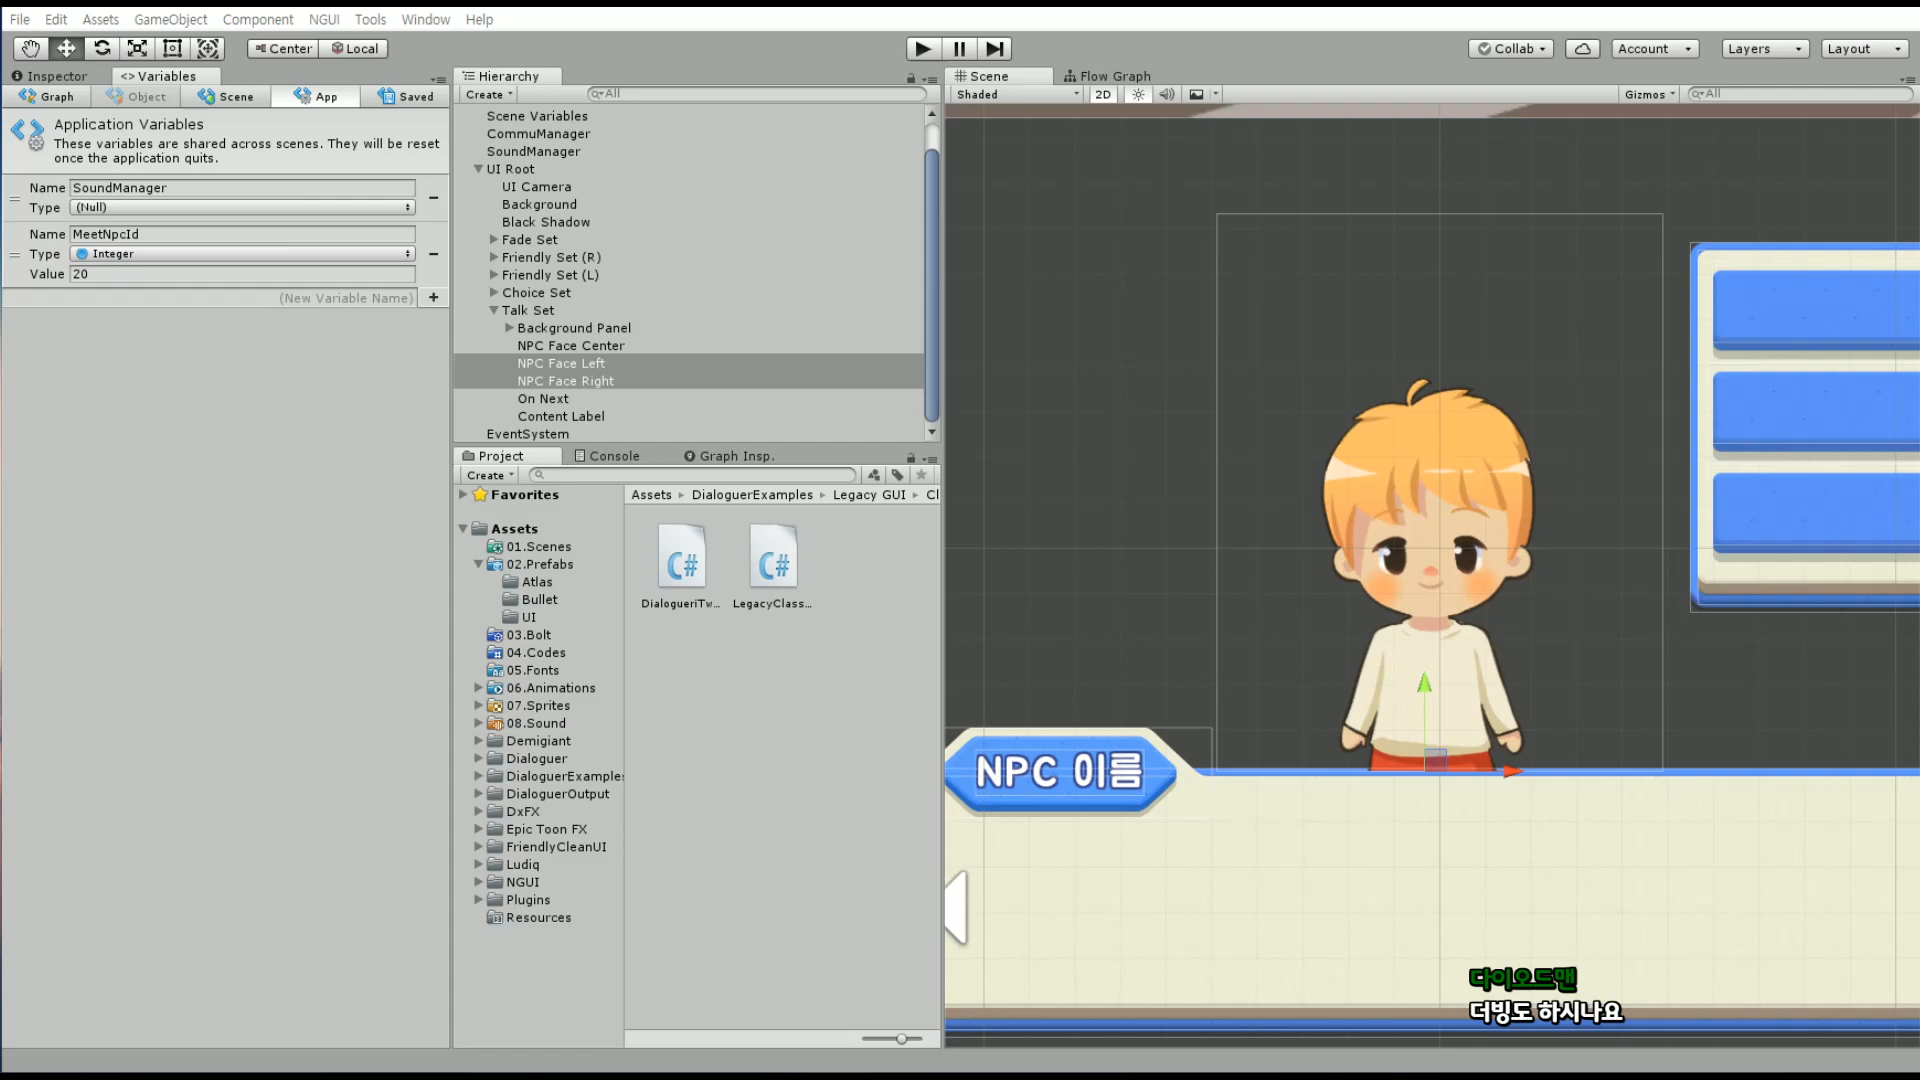 File Edit Assets GameObject Component NGUI Tools Window Help
Center Local Collab Account Layers Layout
Inspector <> Variables
Graph Object Scene App Saved
Application Variables
These variables are shared across scenes. They will be reset
once the application quits.
Name SoundManager
Type (Null)
Name MeetNpcId
Type Integer
Value 20
(New Variable Name) +
Hierarchy
Create All
Scene Variables
CommuManager
SoundManager
UI Root
UI Camera
Background
Black Shadow
Fade Set
Friendly Set (R)
Friendly Set (L)
Choice Set
Talk Set
Background Panel
NPC Face Center
NPC Face Left
NPC Face Right
On Next
Content Label
EventSystem
Project Console Graph Insp.
Create
Favorites
Assets
01.Scenes
02.Prefabs
Atlas
Bullet
UI
03.Bolt
04.Codes
05.Fonts
06.Animations
07.Sprites
08.Sound
Demigiant
Dialoguer
DialoguerExamples
DialoguerOutput
DxFX
Epic Toon FX
FriendlyCleanUI
Ludiq
NGUI
Plugins
Resources
Assets DialoguerExamples Legacy GUI Cl
C# C#
DialogueriTw... LegacyClass...
Scene Flow Graph
Shaded 2D Gizmos All
NPC 이름
다이오드맨
더빙도 하시나요